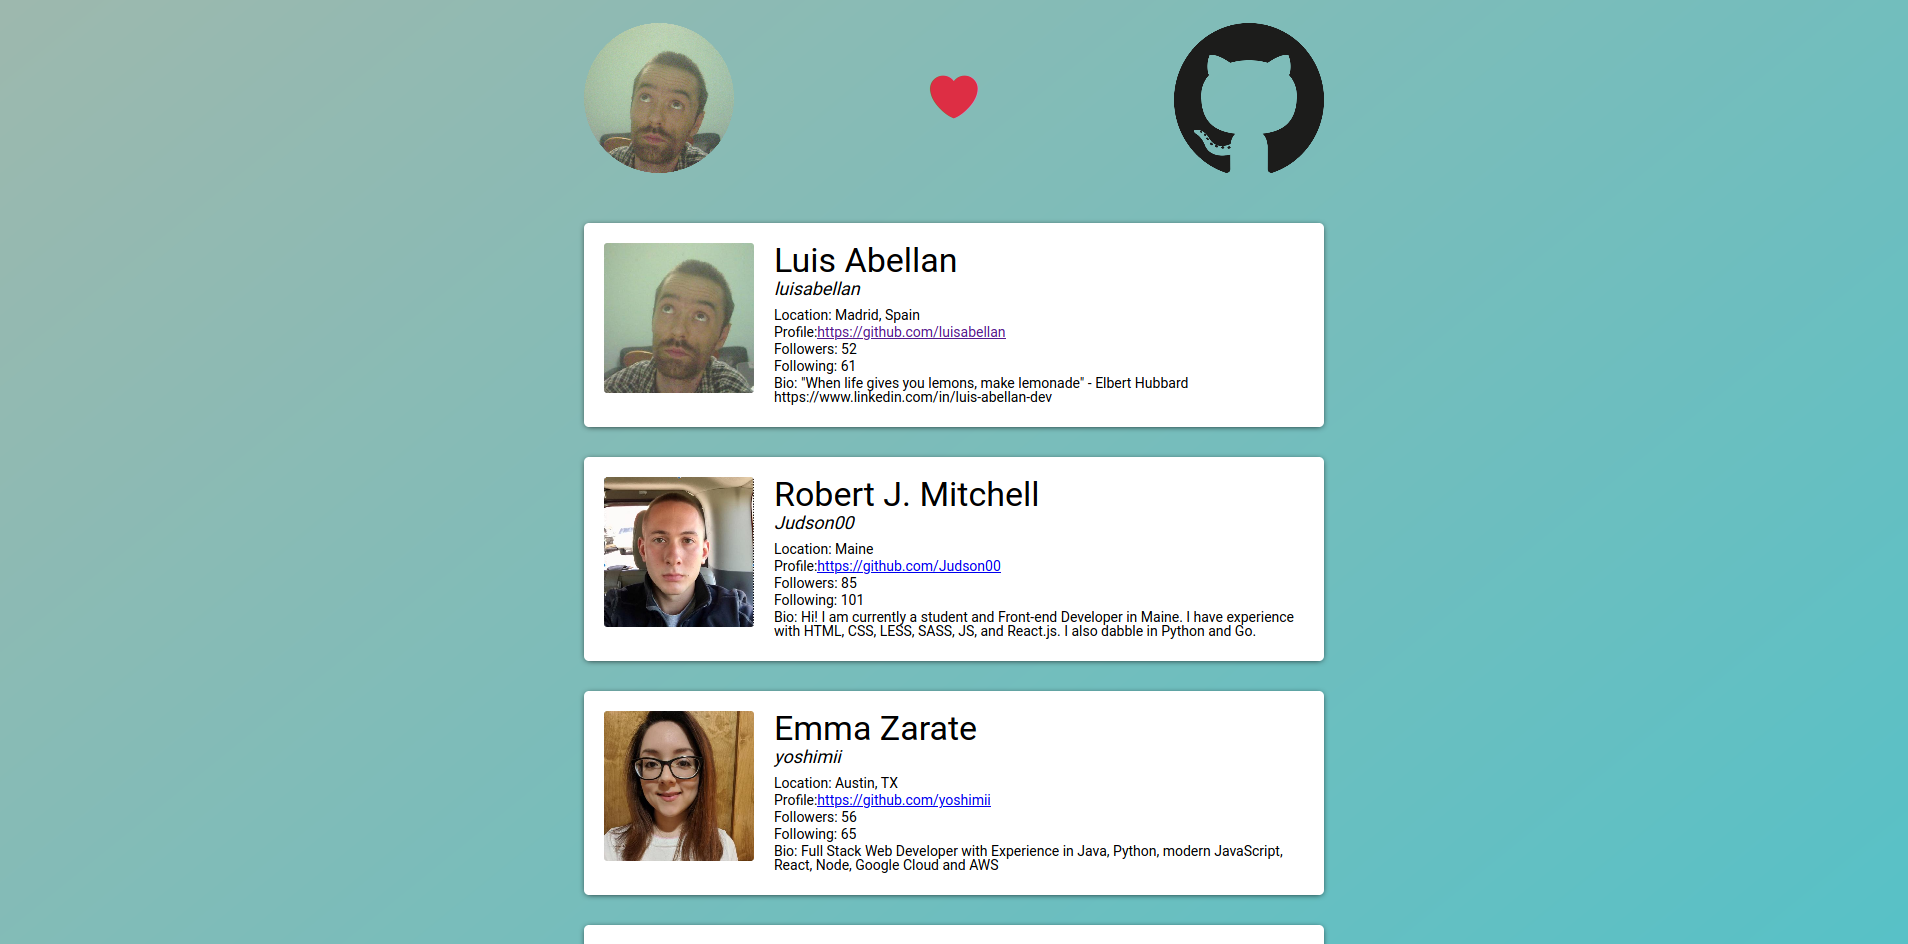 Luis Abellan
luisabellan
Location: Madrid, Spain
Profile:https://github.com/luisabellan
Followers: 52
Following: 61
Bio: "When life gives you lemons, make lemonade" - Elbert Hubbard
https://www.linkedin.com/in/luis-abellan-dev
Robert J. Mitchell
Judson00
Location: Maine
Profile:https://github.com/Judson00
Followers: 85
Following: 101
Bio: Hi! I am currently a student and Front-end Developer in Maine. I have experience
with HTML, CSS, LESS, SASS, JS, and React.js. I also dabble in Python and Go.
Emma Zarate
yoshimii
Location: Austin, TX
Profile:https://github.com/yoshimii
Followers: 56
Following: 65
Bio: Full Stack Web Developer with Experience in Java, Python, modern JavaScript,
React, Node, Google Cloud and AWS